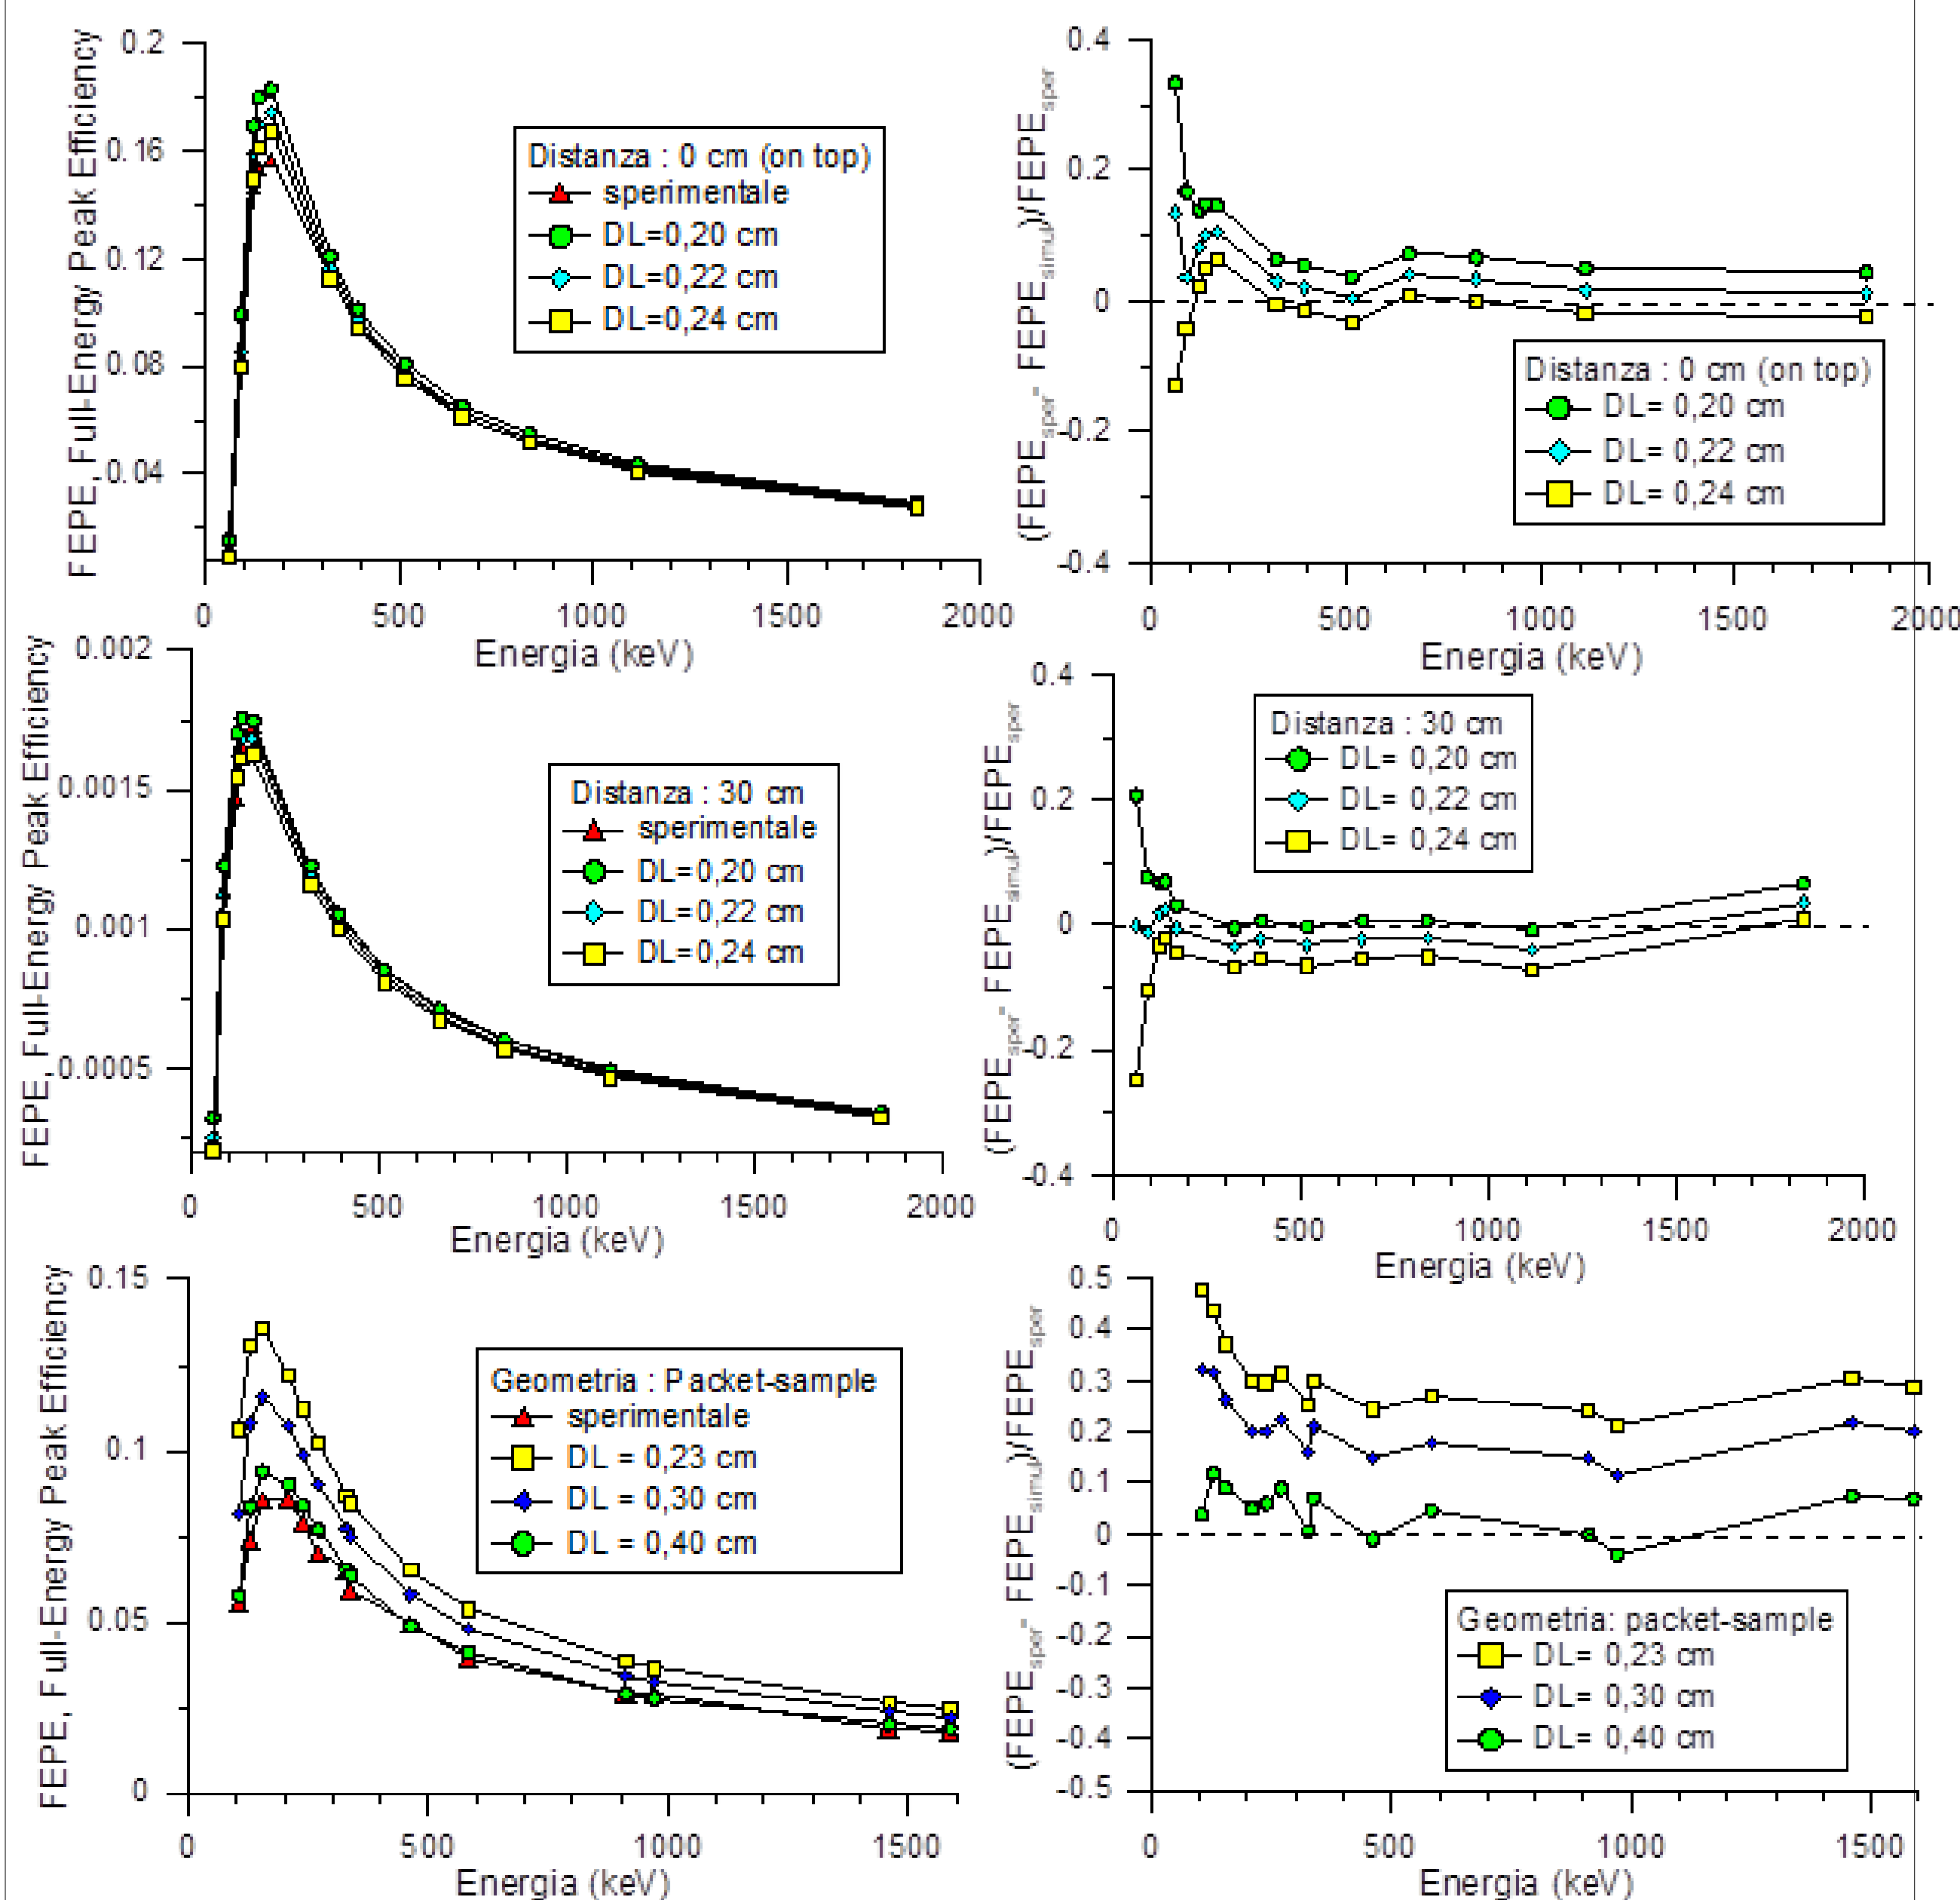 FEPE, Full-Energy Peak Efficiency
0.2
0.16
0.12
0.08
0.04
Distanza : 0 cm (on top)
sperimentale
DL=0,20 cm
DL=0,22 cm
DL=0,24 cm
0 500 1000 1500 2000
Energia (keV)
(FEPEsper- FEPEsimul)/FEPEsper
0.4
0.2
0
-0.2
-0.4
Distanza : 0 cm (on top)
DL= 0,20 cm
DL= 0,22 cm
DL= 0,24 cm
0 500 1000 1500 2000
Energia (keV)
FEPE, Full-Energy Peak Efficiency
0.002
0.0015
0.001
0.0005
Distanza : 30 cm
sperimentale
DL=0,20 cm
DL=0,22 cm
DL=0,24 cm
0 500 1000 1500 2000
Energia (keV)
(FEPEsper- FEPEsimul)/FEPEsper
0.4
0.2
0
-0.2
-0.4
Distanza : 30 cm
DL= 0,20 cm
DL= 0,22 cm
DL= 0,24 cm
0 500 1000 1500 2000
Energia (keV)
FEPE, Full-Energy Peak Efficiency
0.15
0.1
0.05
0
Geometria : Packet-sample
sperimentale
DL = 0,23 cm
DL = 0,30 cm
DL = 0,40 cm
0 500 1000 1500
Energia (keV)
(FEPEsper- FEPEsimul)/FEPEsper
0.5
0.4
0.3
0.2
0.1
0
-0.1
-0.2
-0.3
-0.4
-0.5
Geometria: packet-sample
DL= 0,23 cm
DL= 0,30 cm
DL= 0,40 cm
0 500 1000 1500
Energia (keV)